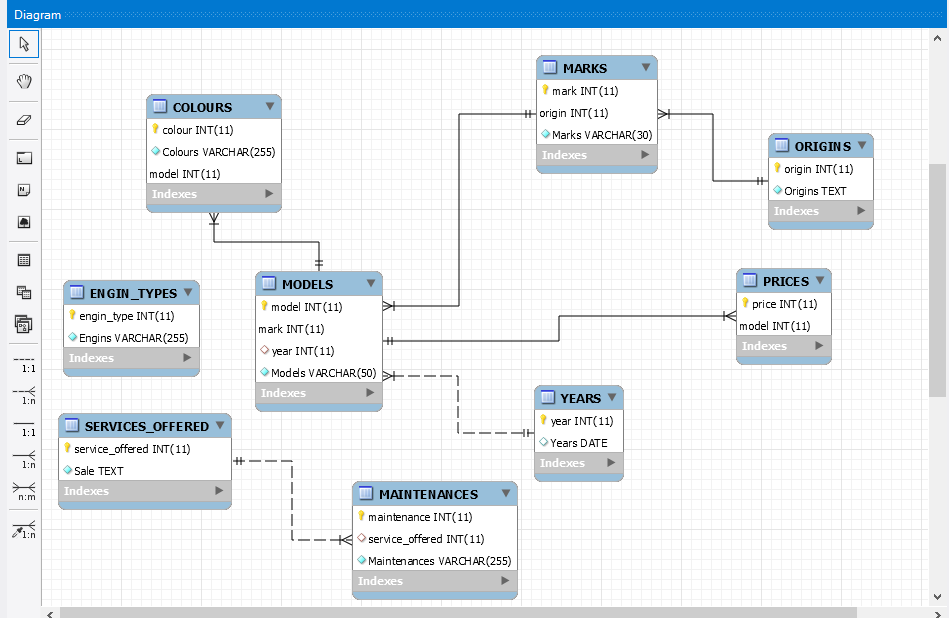 Diagram
MARKS
mark INT(11)
origin INT(11)
Marks VARCHAR(30)
Indexes
COLOURS
colour INT(11)
Colours VARCHAR(255)
model INT(11)
Indexes
ORIGINS
origin INT(11)
Origins TEXT
Indexes
MODELS
model INT(11)
mark INT(11)
year INT(11)
Models VARCHAR(50)
Indexes
PRICES
price INT(11)
model INT(11)
Indexes
ENGIN_TYPES
engin_type INT(11)
Engins VARCHAR(255)
Indexes
YEARS
year INT(11)
Years DATE
Indexes
SERVICES_OFFERED
service_offered INT(11)
Sale TEXT
Indexes
MAINTENANCES
maintenance INT(11)
service_offered INT(11)
Maintenances VARCHAR(255)
Indexes
N
1:1
1:n
1:1
1:n
n:m
1:n